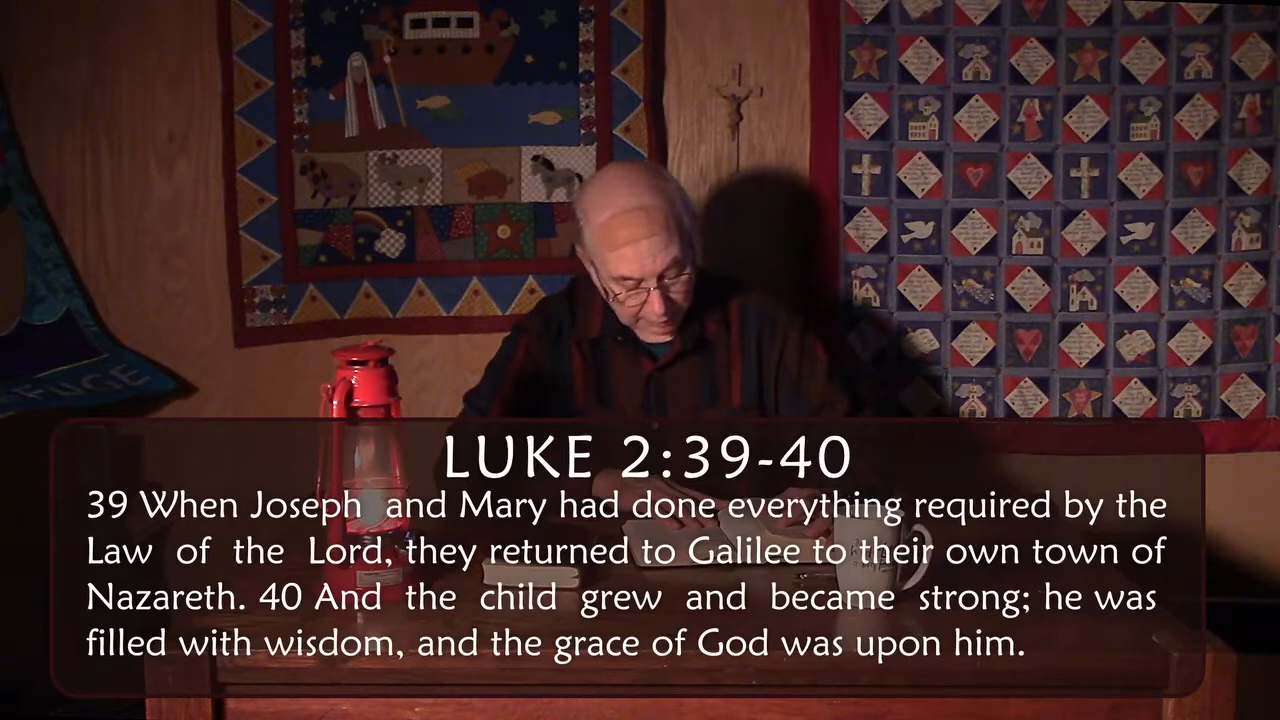 FUGE
LUKE 2:39-40
39 When Joseph and Mary had done everything required by the
Law of the Lord, they returned to Galilee to their own town of
Nazareth. 40 And the child grew and became strong; he was
filled with wisdom, and the grace of God was upon him.